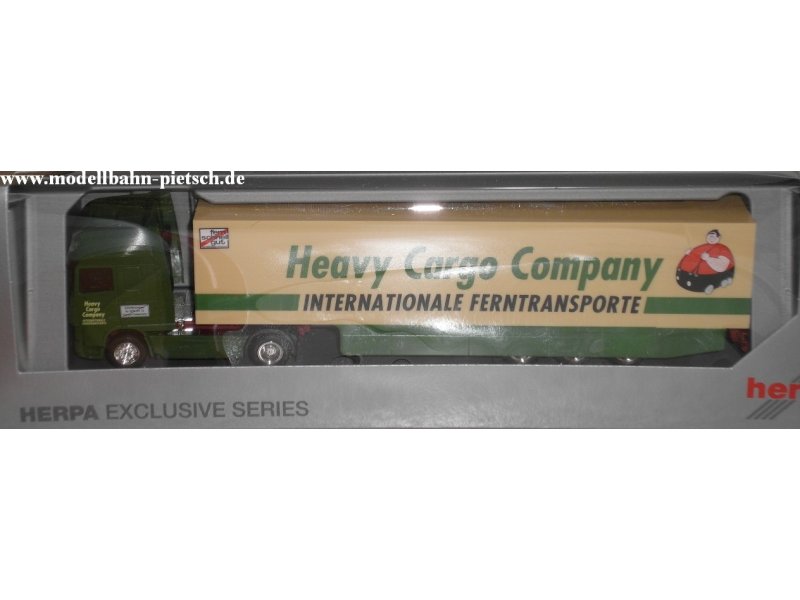 www.modellbahn-pietsch.de
Heavy Cargo Company
INTERNATIONALE FERNTRANSPORTE
Heavy
Cargo
Company
HERPA EXCLUSIVE SERIES
her